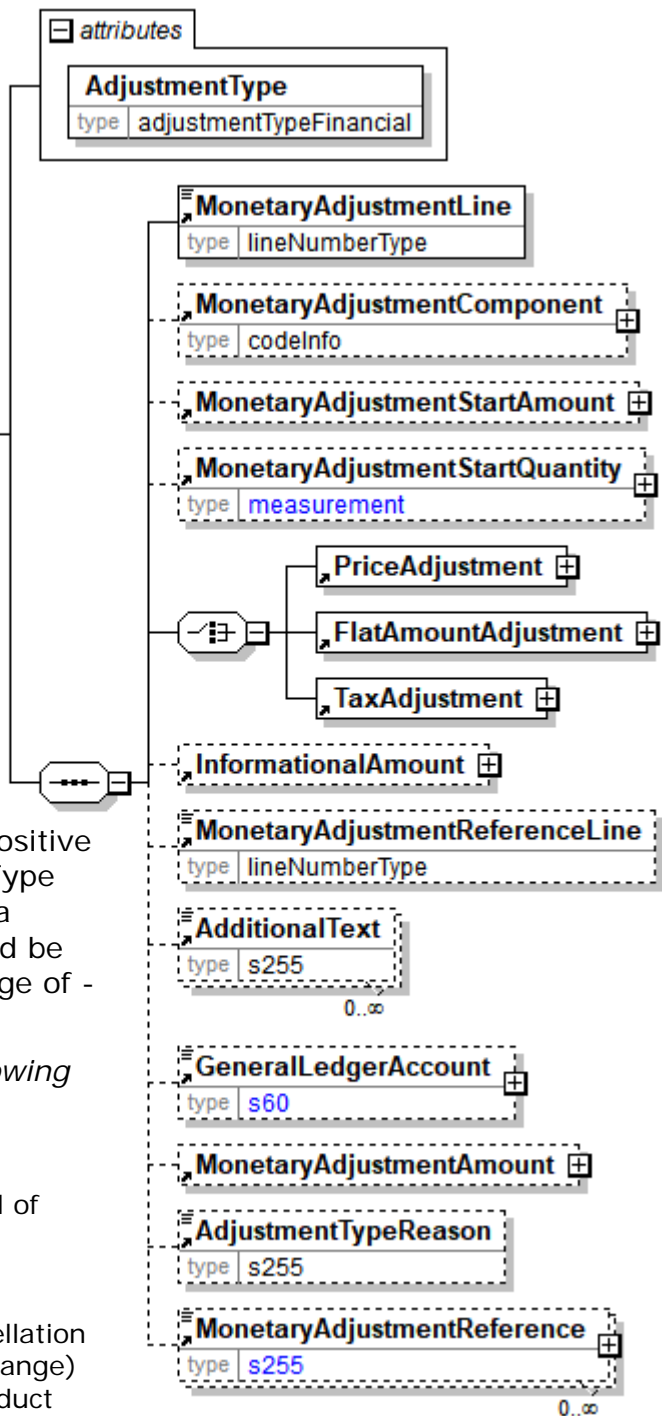 attributes
AdjustmentType
type adjustmentTypeFinancial
MonetaryAdjustmentLine
type lineNumberType
MonetaryAdjustmentComponent
type codeInfo
MonetaryAdjustmentStartAmount
MonetaryAdjustmentStartQuantity
type measurement
PriceAdjustment
FlatAmountAdjustment
TaxAdjustment
InformationalAmount
MonetaryAdjustmentReferenceLine
type lineNumberType
AdditionalText
type s255
0..∞
GeneralLedgerAccount
type s60
MonetaryAdjustmentAmount
AdjustmentTypeReason
type s255
MonetaryAdjustmentReference
type s255
0..∞
ositive
ype
a
d be
ge of -
owing
l of
ellation
ange)
duct